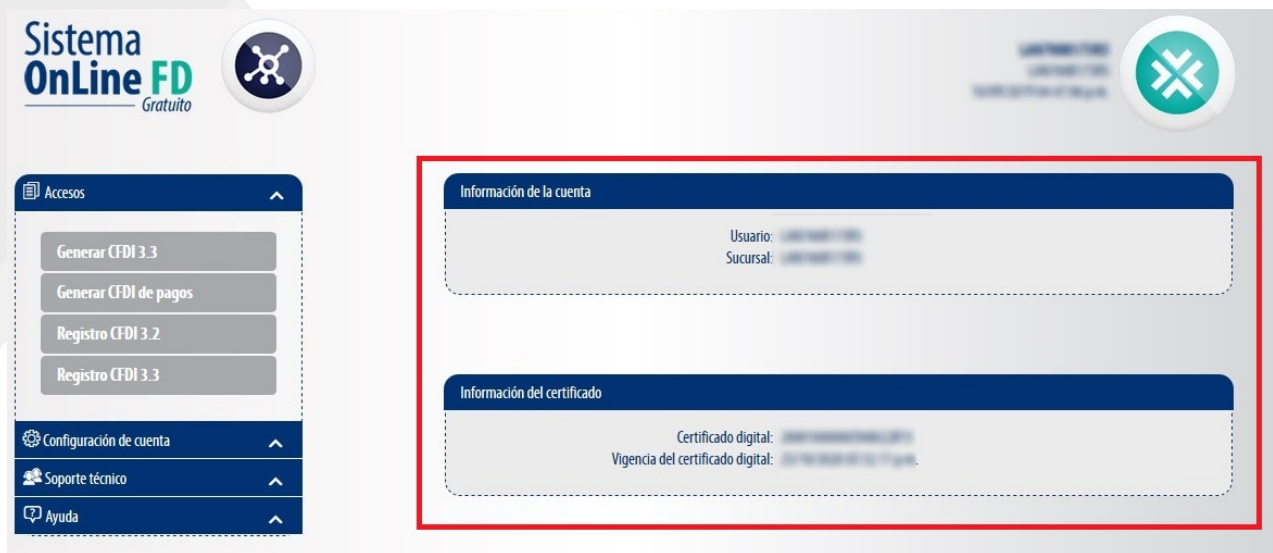 Sistema
OnLine FD
Gratuito
Accesos
Generar CFDI 3.3
Generar CFDI de pagos
Registro CFDI 3.2
Registro CFDI 3.3
Configuración de cuenta
Soporte técnico
Ayuda
Información de la cuenta
Usuario:
Sucursal:
Información del certificado
Certificado digital:
Vigencia del certificado digital: